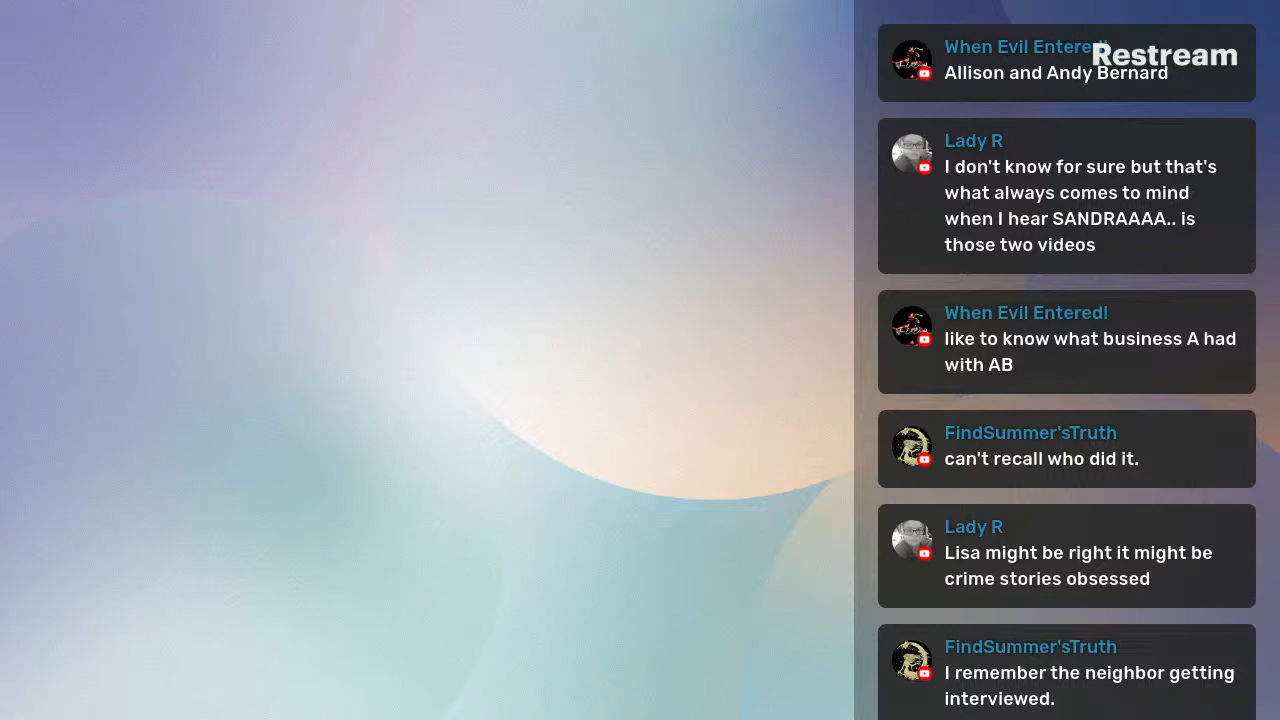 When Evil Entered!
Restream
Allison and Andy Bernard
Lady R
I don't know for sure but that's
what always comes to mind
when I hear SANDRAAAA.. is
those two videos
When Evil Entered!
like to know what business A had
with AB
FindSummer'sTruth
can't recall who did it.
Lady R
Lisa might be right it might be
crime stories obsessed
FindSummer'sTruth
I remember the neighbor getting
interviewed.